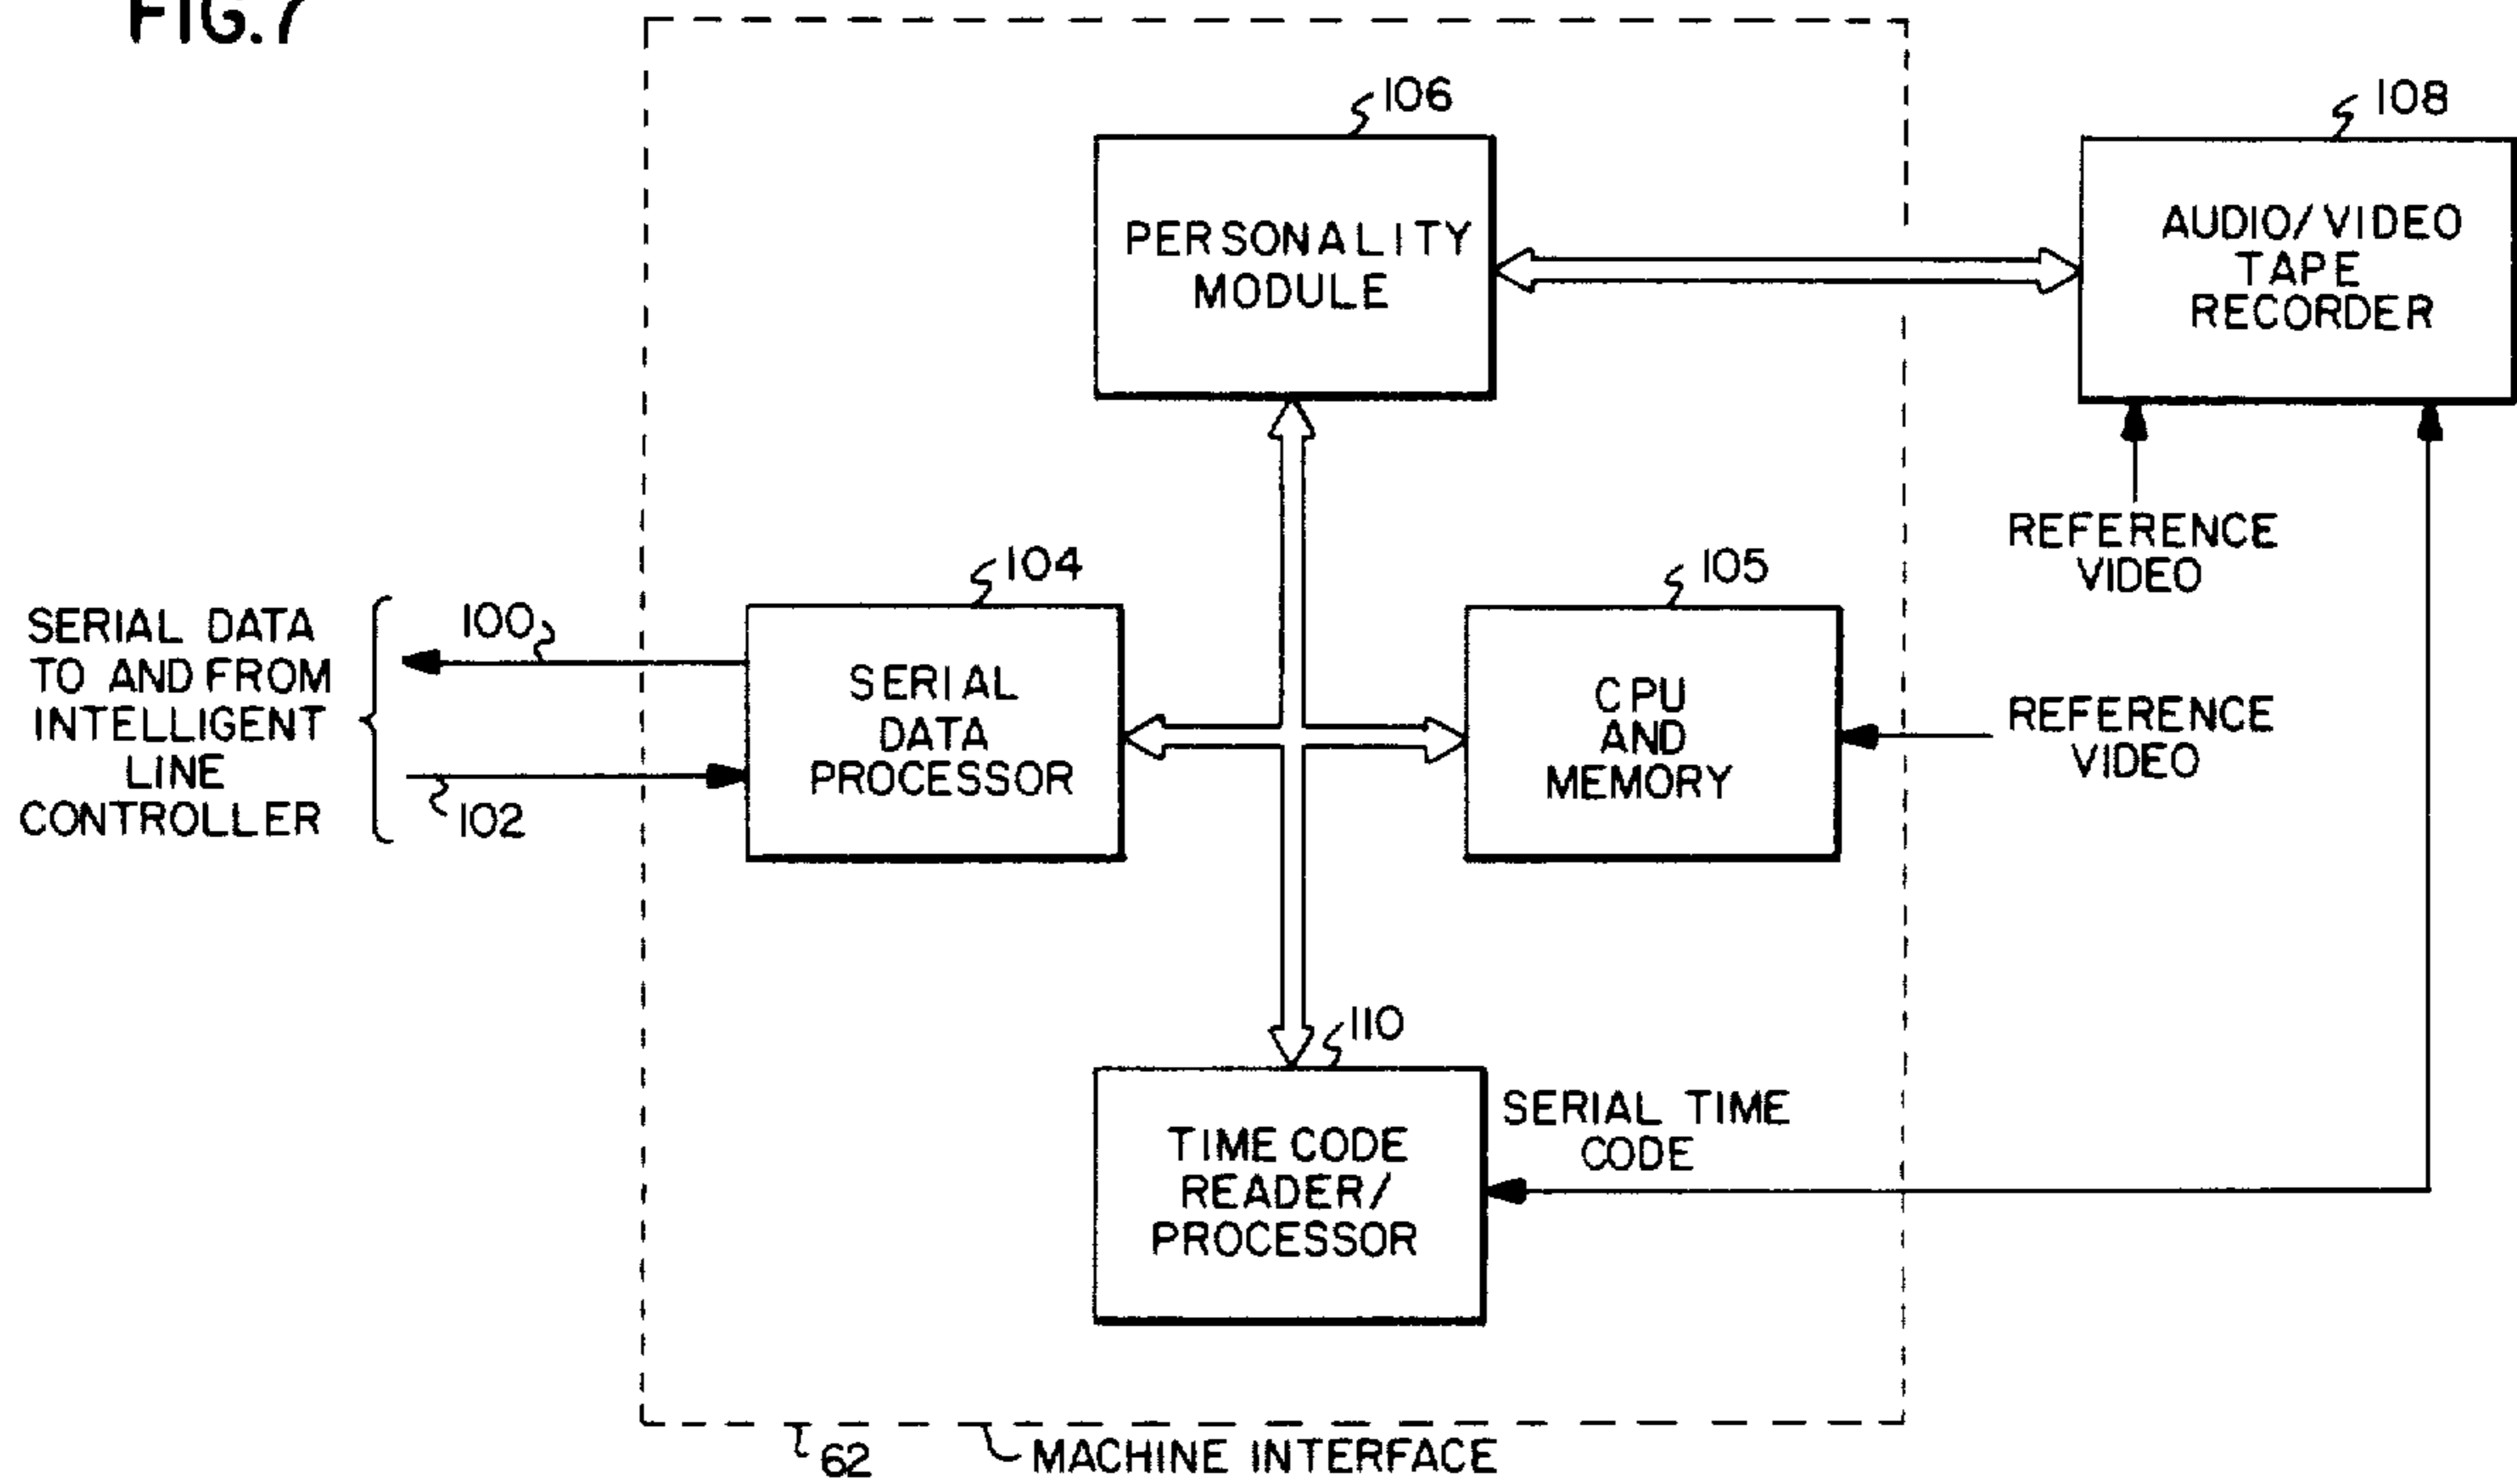 FIG.7
106
PERSONALITY
MODULE
108
AUDIO/VIDEO
TAPE
RECORDER
REFERENCE
VIDEO
SERIAL DATA
TO AND FROM
INTELLIGENT
LINE
CONTROLLER
100
102
104
SERIAL
DATA
PROCESSOR
105
CPU
AND
MEMORY
REFERENCE
VIDEO
110
TIME CODE
READER/
PROCESSOR
SERIAL TIME
CODE
62
MACHINE INTERFACE